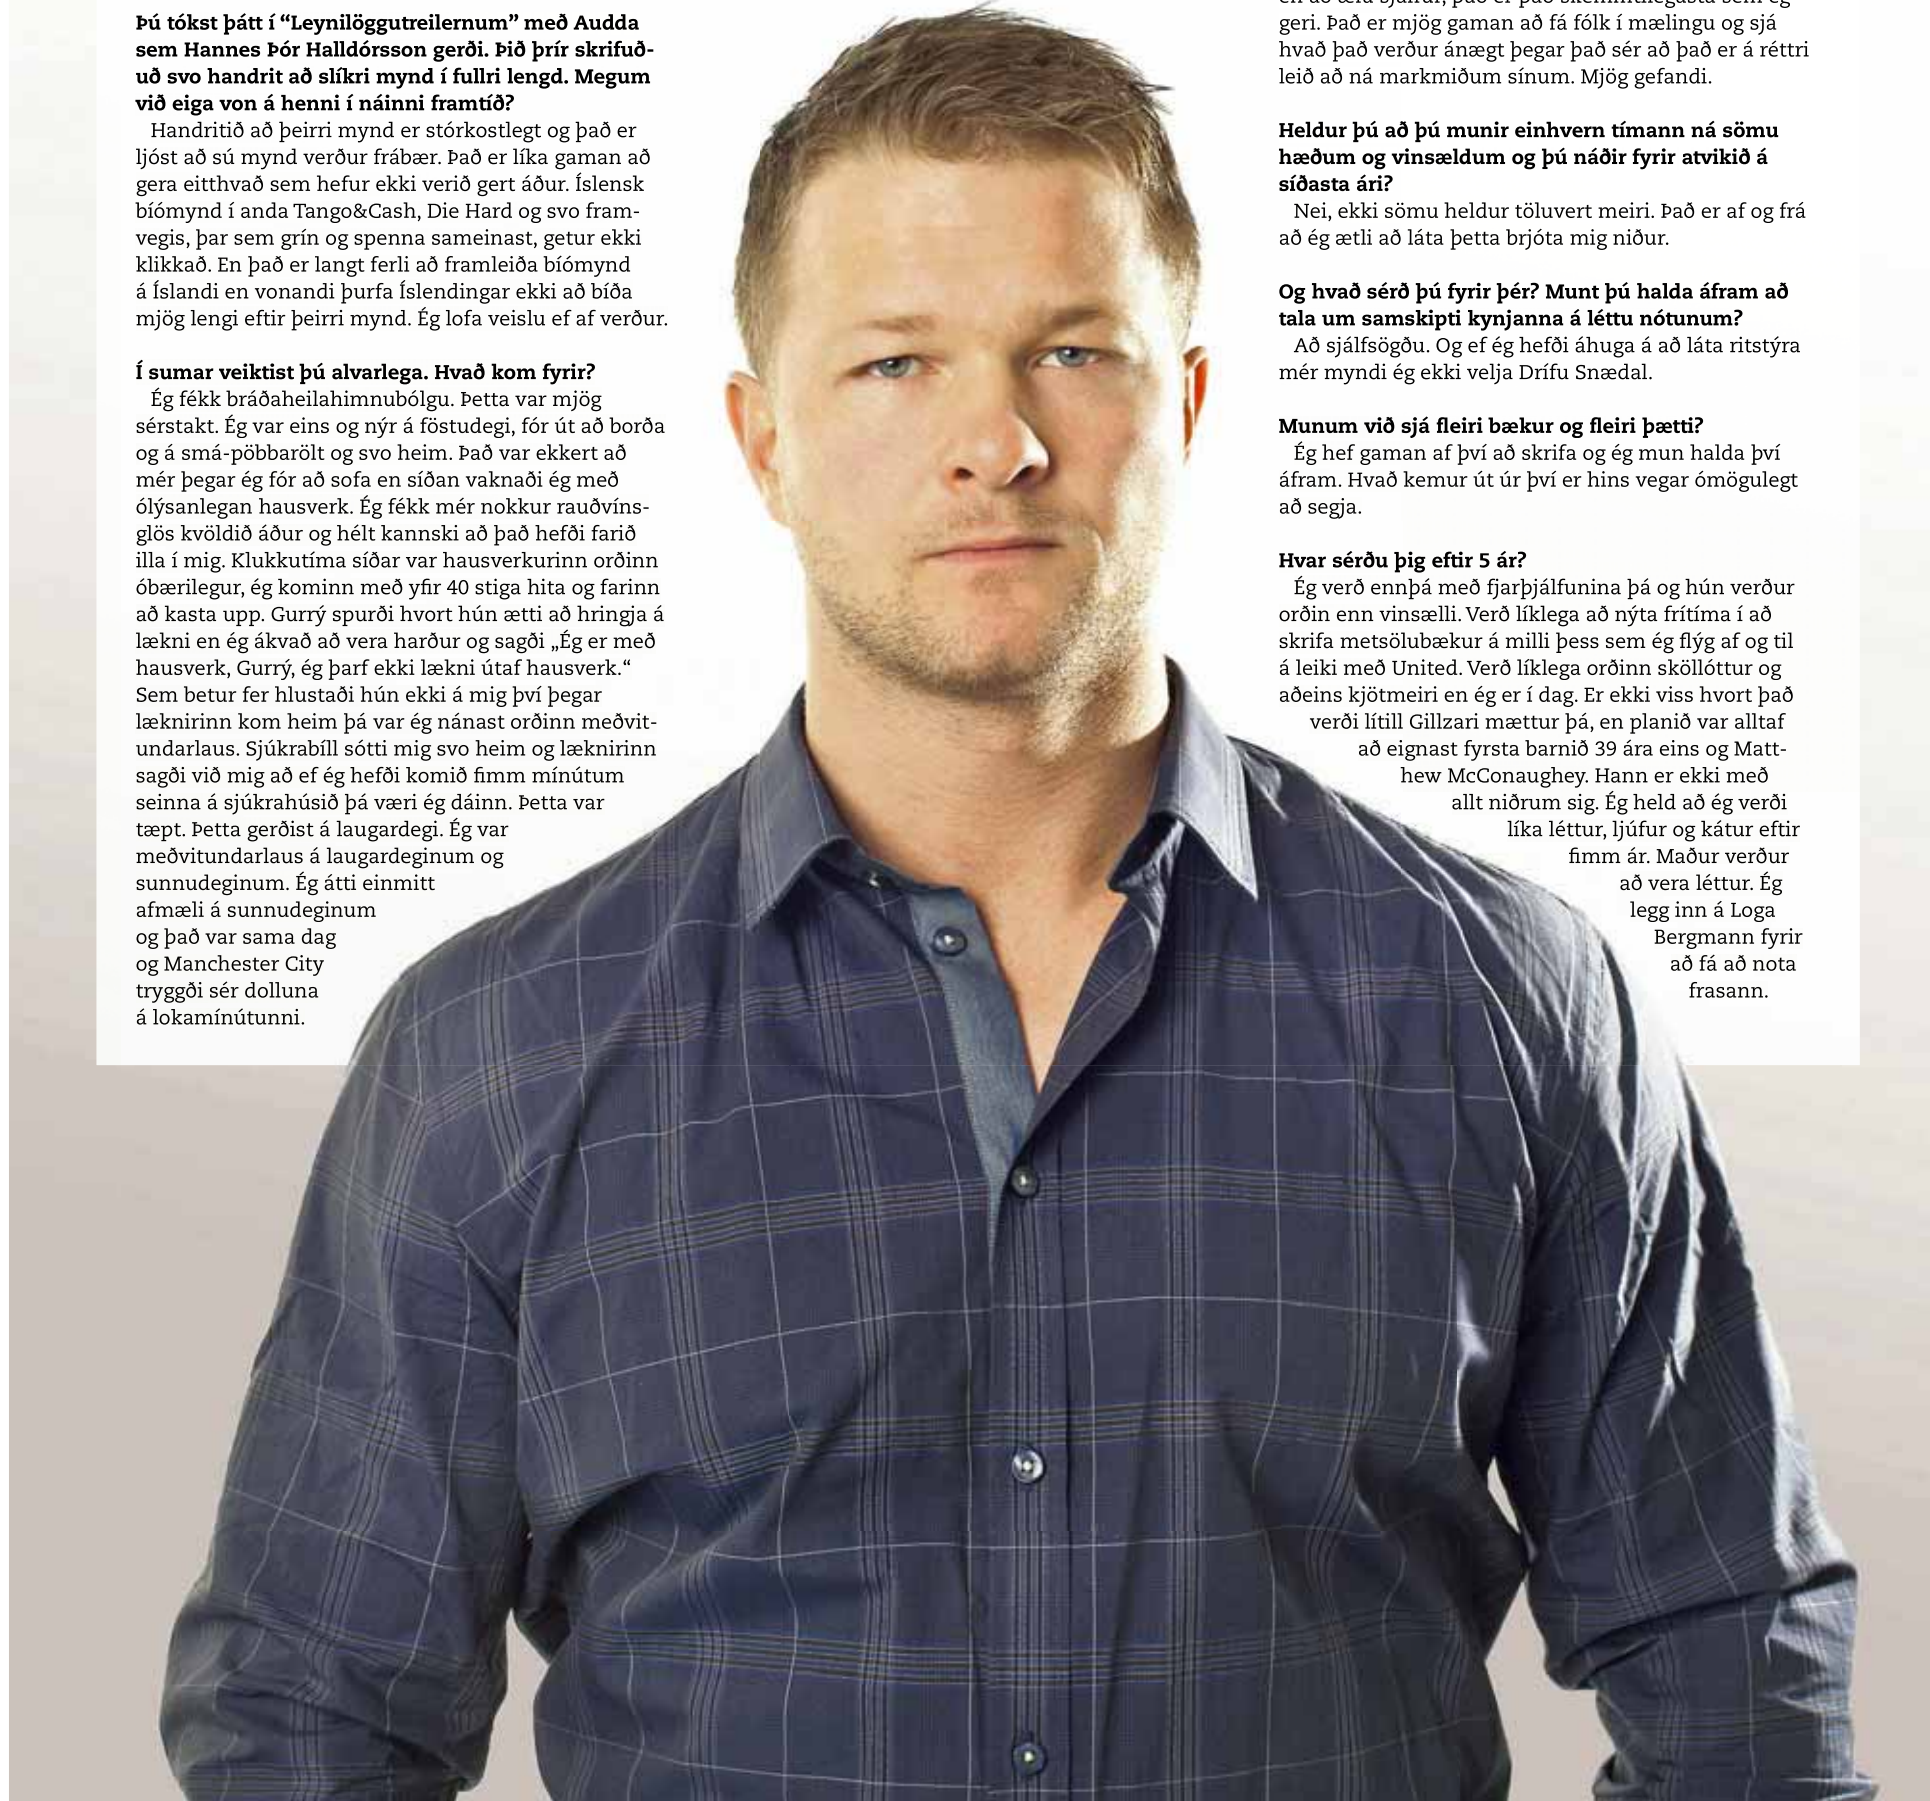 Þú tókst þátt í “Leynilöggutreilernum” með Audda
sem Hannes Þór Halldórsson gerði. Þið þrír skrifuð-
uð svo handrit að slíkri mynd í fullri lengd. Megum
við eiga von á henni í náinni framtíð?
Handritið að þeirri mynd er stórkostlegt og það er
ljóst að sú mynd verður frábær. Það er líka gaman að
gera eitthvað sem hefur ekki verið gert áður. Íslensk
bíómynd í anda Tango&Cash, Die Hard og svo fram-
vegis, þar sem grín og spenna sameinast, getur ekki
klikkað. En það er langt ferli að framleiða bíómynd
á Íslandi en vonandi þurfa Íslendingar ekki að bíða
mjög lengi eftir þeirri mynd. Ég lofa veislu ef af verður.
Í sumar veiktist þú alvarlega. Hvað kom fyrir?
Ég fékk bráðaheilahimnubólgu. Þetta var mjög
sérstakt. Ég var eins og nýr á föstudegi, fór út að borða
og á smá-pöbbarölt og svo heim. Það var ekkert að
mér þegar ég fór að sofa en síðan vaknaði ég með
ólýsanlegan hausverk. Ég fékk mér nokkur rauðvíns-
glös kvöldið áður og hélt kannski að það hefði farið
illa í mig. Klukkutíma síðar var hausverkurinn orðinn
óbærilegur, ég kominn með yfir 40 stiga hita og farinn
að kasta upp. Gurrý spurði hvort hún ætti að hringja á
lækni en ég ákvað að vera harður og sagði „Ég er með
hausverk, Gurrý, ég þarf ekki lækni útaf hausverk.“
Sem betur fer hlustaði hún ekki á mig því þegar
læknirinn kom heim þá var ég nánast orðinn meðvit-
undarlaus. Sjúkrabíll sótti mig svo heim og læknirinn
sagði við mig að ef ég hefði komið fimm mínútum
seinna á sjúkrahúsið þá væri ég dáinn. Þetta var
tæpt. Þetta gerðist á laugardegi. Ég var
meðvitundarlaus á laugardeginum og
sunnudeginum. Ég átti einmitt
afmæli á sunnudeginum
og það var sama dag
og Manchester City
tryggði sér dolluna
á lokamínútunni.
geri. Það er mjög gaman að fá fólk í mælingu og sjá
hvað það verður ánægt þegar það sér að það er á réttri
leið að ná markmiðum sínum. Mjög gefandi.
Heldur þú að þú munir einhvern tímann ná sömu
hæðum og vinsældum og þú náðir fyrir atvikið á
síðasta ári?
Nei, ekki sömu heldur töluvert meiri. Það er af og frá
að ég ætli að láta þetta brjóta mig niður.
Og hvað sérð þú fyrir þér? Munt þú halda áfram að
tala um samskipti kynjanna á léttu nótunum?
Að sjálfsögðu. Og ef ég hefði áhuga á að láta ritstýra
mér myndi ég ekki velja Drífu Snædal.
Munum við sjá fleiri bækur og fleiri þætti?
Ég hef gaman af því að skrifa og ég mun halda því
áfram. Hvað kemur út úr því er hins vegar ómögulegt
að segja.
Hvar sérðu þig eftir 5 ár?
Ég verð ennþá með fjarþjálfunina þá og hún verður
orðin enn vinsælli. Verð líklega að nýta frítíma í að
skrifa metsölubækur á milli þess sem ég flýg af og til
á leiki með United. Verð líklega orðinn sköllóttur og
aðeins kjötmeiri en ég er í dag. Er ekki viss hvort það
verði lítill Gillzari mættur þá, en planið var alltaf
að eignast fyrsta barnið 39 ára eins og Matt-
hew McConaughey. Hann er ekki með
allt niðrum sig. Ég held að ég verði
líka léttur, ljúfur og kátur eftir
fimm ár. Maður verður
að vera léttur. Ég
legg inn á Loga
Bergmann fyrir
að fá að nota
frasann.